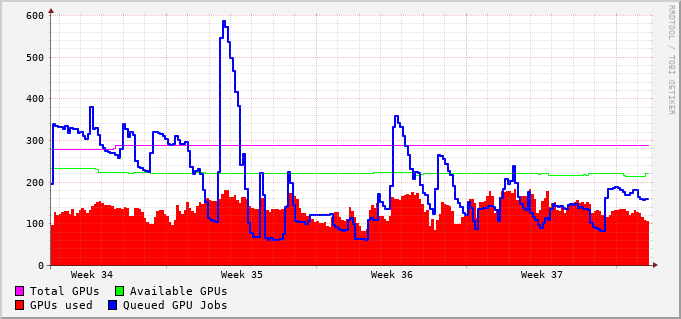 600
500
400
300
200
100
0
Week 34 Week 35 Week 36 Week 37
Total GPUs Available GPUs
GPUs used Queued GPU Jobs
RRDTOOL / TOBI OETIKER